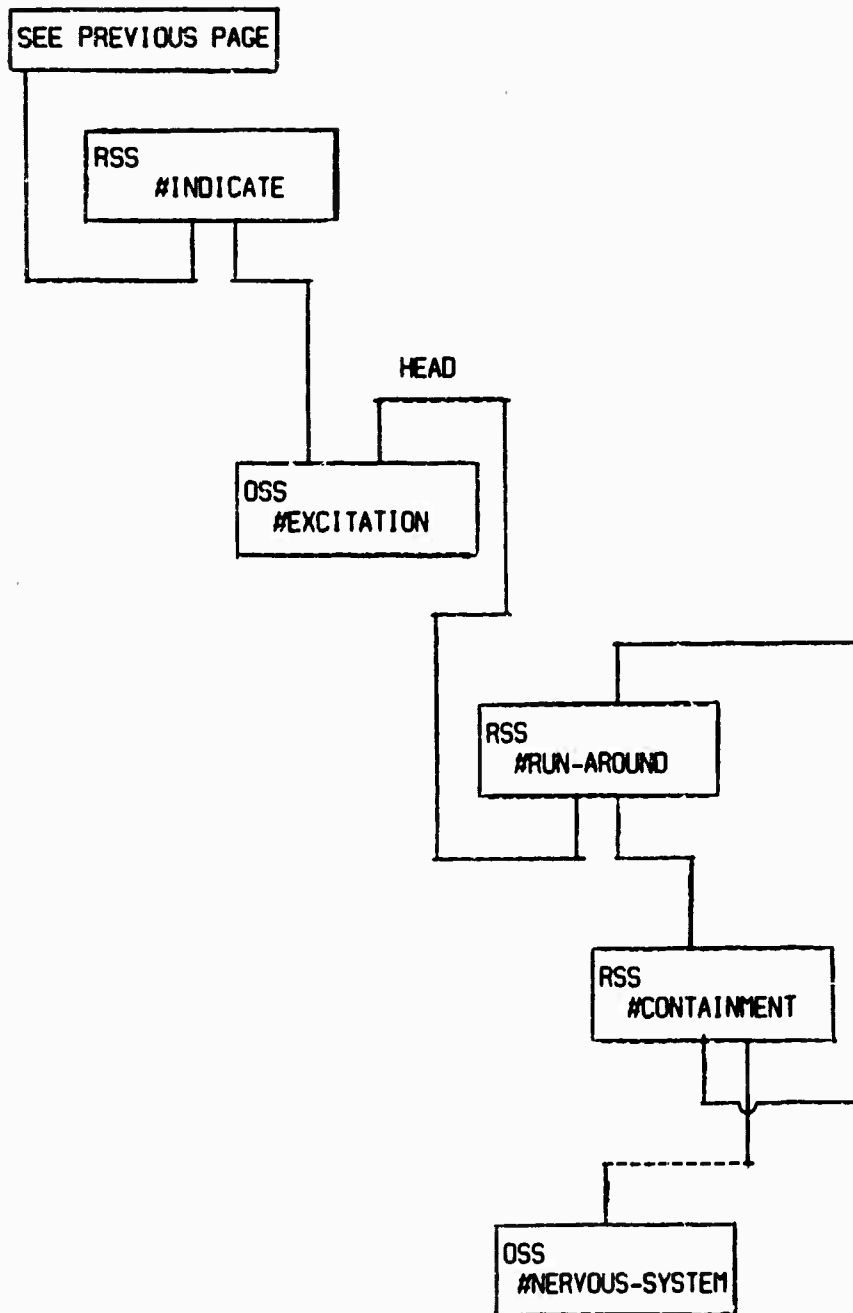 SEE PREVIOUS PAGE
RSS
#INDICATE
HEAD
OSS
#EXCITATION
RSS
#RUN-AROUND
RSS
#CONTAINMENT
OSS
#NERVOUS-SYSTEM